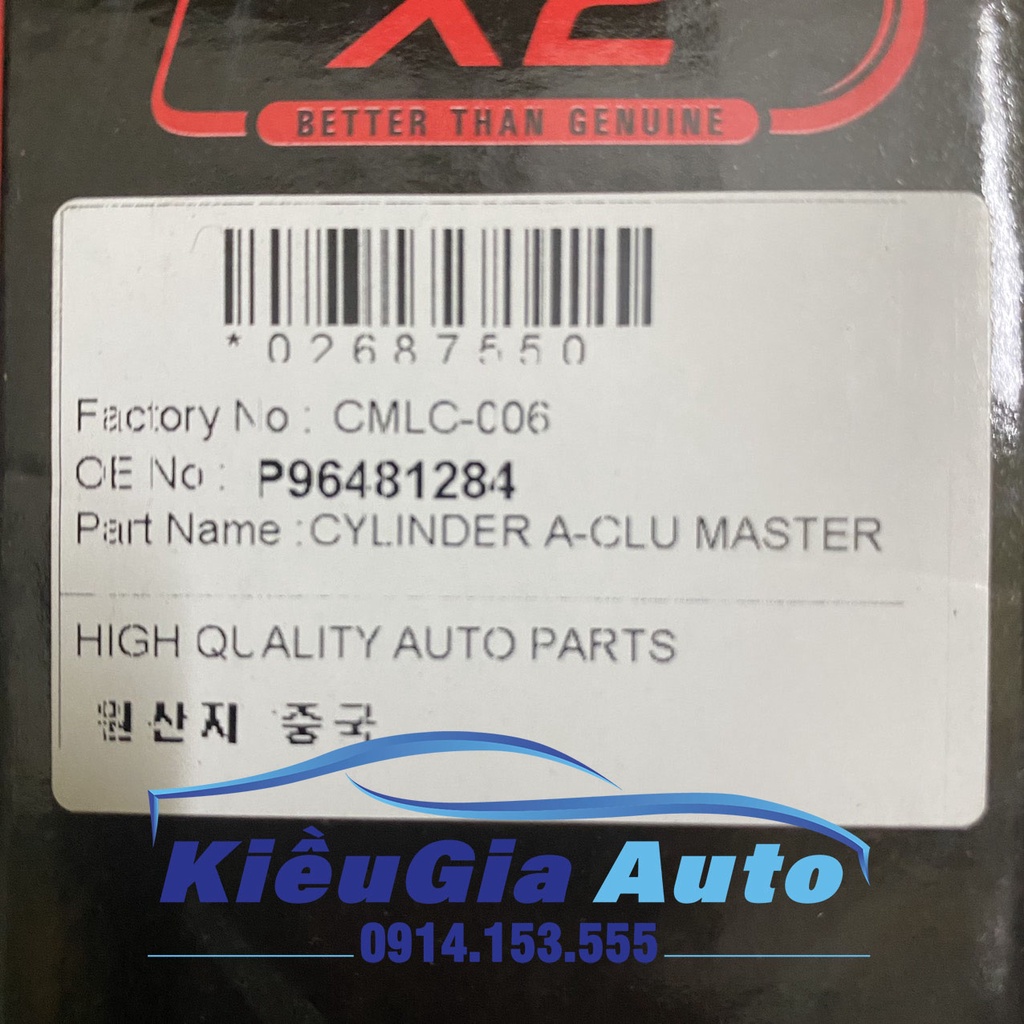 X2
BETTER THAN GENUINE
*02687550
Factory No : CMLC-006
OE No : P96481284
Part Name :CYLINDER A-CLU MASTER
HIGH QUALITY AUTO PARTS
원산지 중국
KiềuGia Auto
0914.153.555